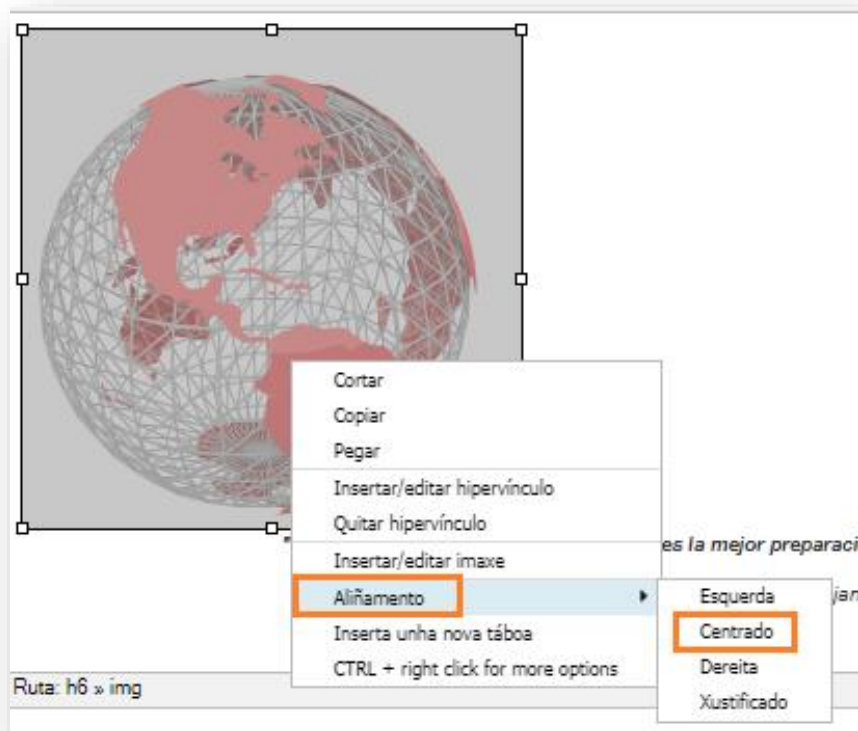 Cortar
Copiar
Pegar
Insertar/editar hipervínculo
Quitar hipervínculo
es la mejor preparaci
Insertar/editar imaxe
Aliñamento
Esquerda
jan
Inserta unha nova táboa
Centrado
CTRL + right click for more options
Dereita
Ruta: h6 » img
Xustificado